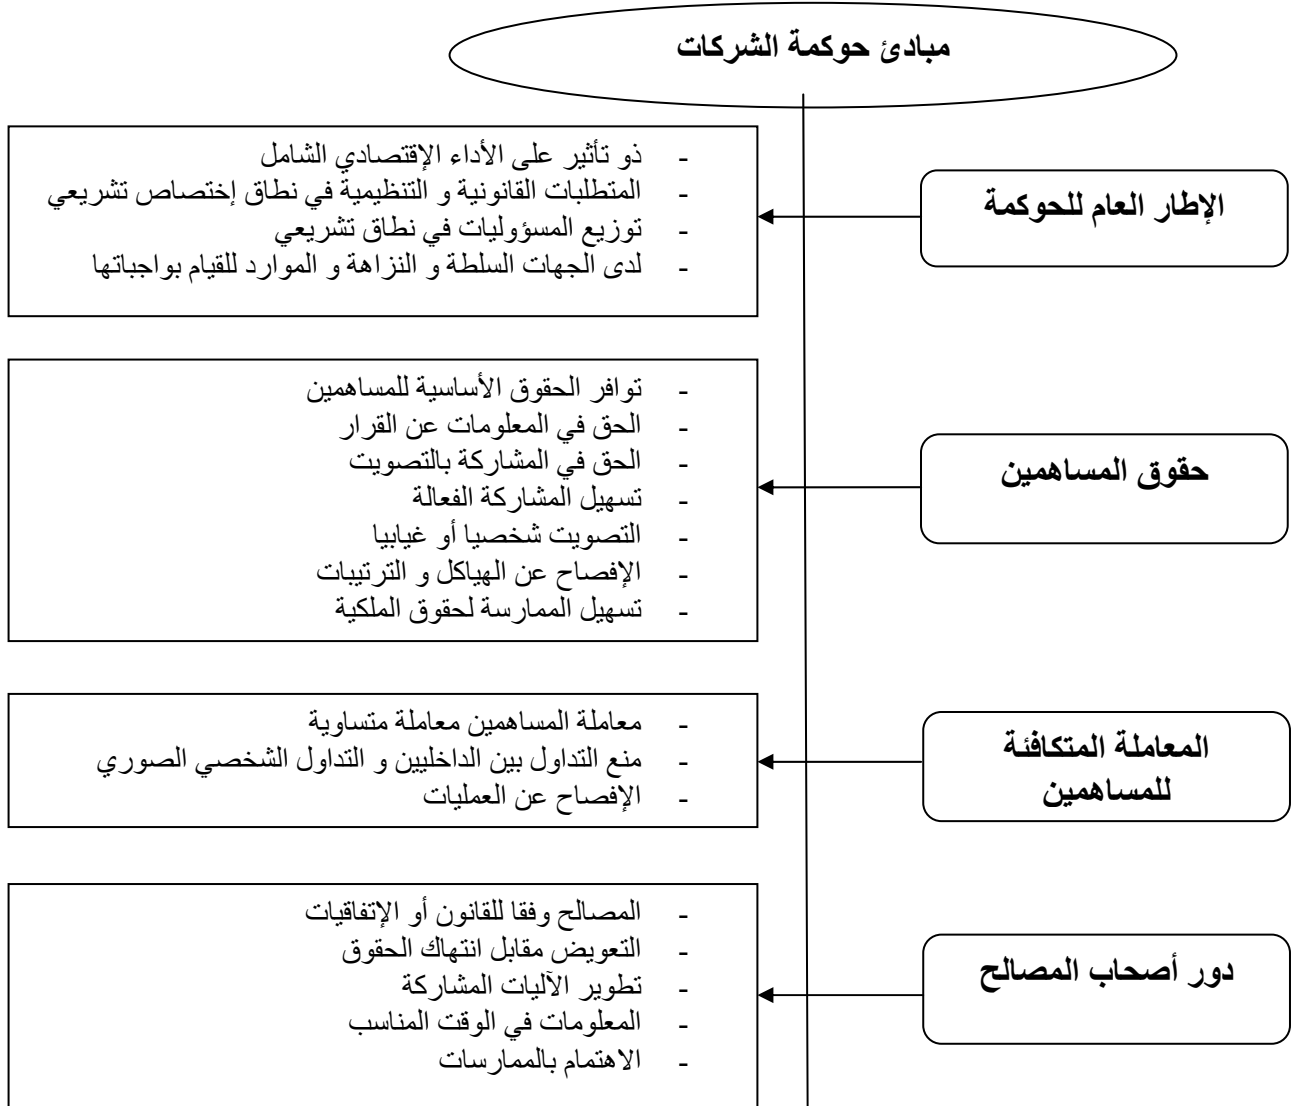 مبادئ حوكمة الشركات
الإطار العام للحوكمة
- ذو تأثير على الأداء الإقتصادي الشامل
- المتطلبات القانونية و التنظيمية في نطاق إختصاص تشريعي
- توزيع المسؤوليات في نطاق تشريعي
- لدى الجهات السلطة و النزاهة و الموارد للقيام بواجباتها
حقوق المساهمين
- توافر الحقوق الأساسية للمساهمين
- الحق في المعلومات عن القرار
- الحق في المشاركة بالتصويت
- تسهيل المشاركة الفعالة
- التصويت شخصيا أو غيابيا
- الإفصاح عن الهياكل و الترتيبات
- تسهيل الممارسة لحقوق الملكية
المعاملة المتكافئة
للمساهمين
- معاملة المساهمين معاملة متساوية
- منع التداول بين الداخليين و التداول الشخصي الصوري
- الإفصاح عن العمليات
دور أصحاب المصالح
- المصالح وفقا للقانون أو الإتفاقيات
- التعويض مقابل انتهاك الحقوق
- تطوير الآليات المشاركة
- المعلومات في الوقت المناسب
- الاهتمام بالممارسات